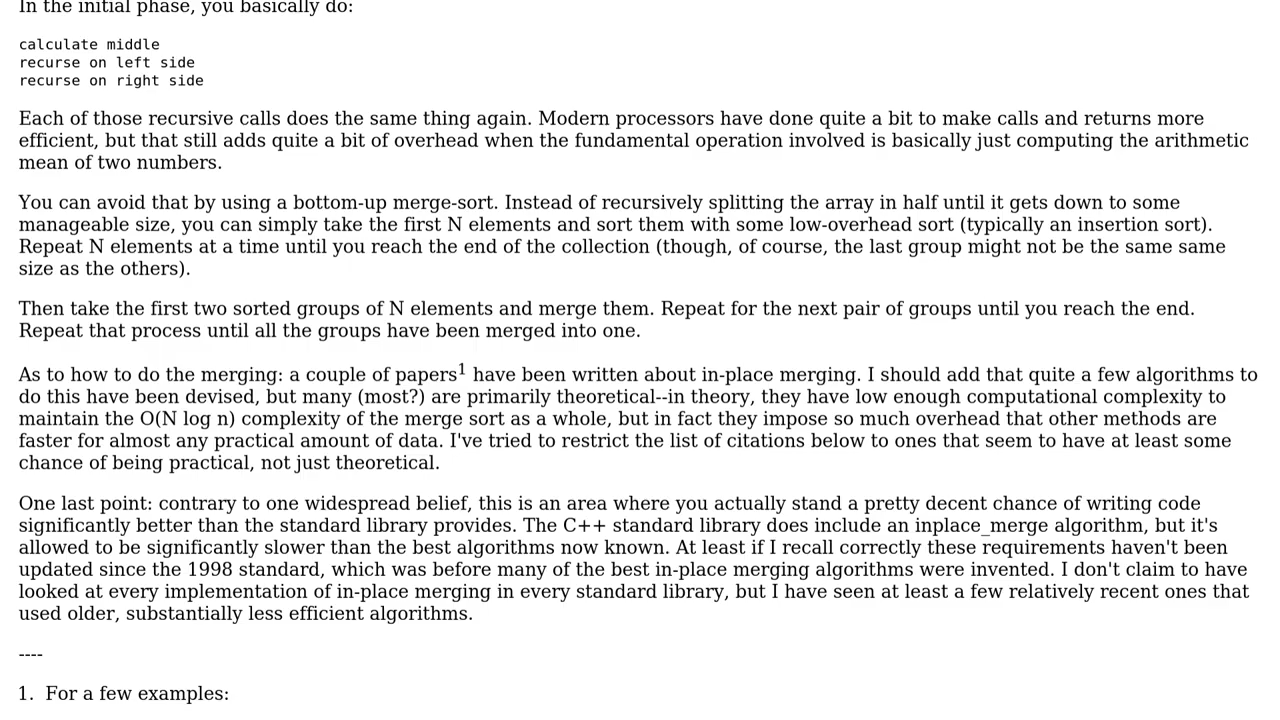 In the initial phase, you basically do:
calculate middle
recurse on left side
recurse on right side
Each of those recursive calls does the same thing again. Modern processors have done quite a bit to make calls and returns more
efficient, but that still adds quite a bit of overhead when the fundamental operation involved is basically just computing the arithmetic
mean of two numbers.
You can avoid that by using a bottom-up merge-sort. Instead of recursively splitting the array in half until it gets down to some
manageable size, you can simply take the first N elements and sort them with some low-overhead sort (typically an insertion sort).
Repeat N elements at a time until you reach the end of the collection (though, of course, the last group might not be the same same
size as the others).
Then take the first two sorted groups of N elements and merge them. Repeat for the next pair of groups until you reach the end.
Repeat that process until all the groups have been merged into one.
As to how to do the merging: a couple of papers1 have been written about in-place merging. I should add that quite a few algorithms to
do this have been devised, but many (most?) are primarily theoretical--in theory, they have low enough computational complexity to
maintain the O(N log n) complexity of the merge sort as a whole, but in fact they impose so much overhead that other methods are
faster for almost any practical amount of data. I've tried to restrict the list of citations below to ones that seem to have at least some
chance of being practical, not just theoretical.
One last point: contrary to one widespread belief, this is an area where you actually stand a pretty decent chance of writing code
significantly better than the standard library provides. The C++ standard library does include an inplace_merge algorithm, but it's
allowed to be significantly slower than the best algorithms now known. At least if I recall correctly these requirements haven't been
updated since the 1998 standard, which was before many of the best in-place merging algorithms were invented. I don't claim to have
looked at every implementation of in-place merging in every standard library, but I have seen at least a few relatively recent ones that
used older, substantially less efficient algorithms.
----
1. For a few examples: